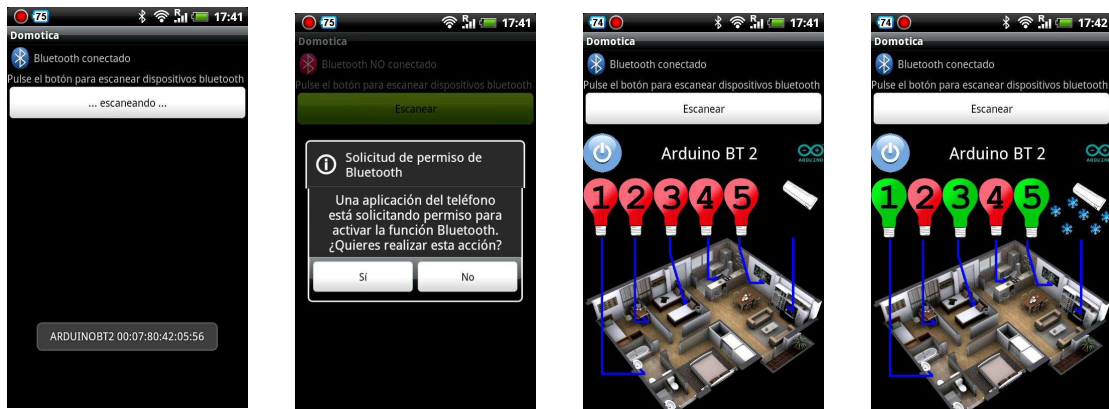 75
R
17:41
Domotica
Bluetooth conectado
Pulse el botón para escanear dispositivos bluetooth
... escaneando ...
ARDUINOBT2 00:07:80:42:05:56
75
R
17:41
Domotica
Bluetooth NO conectado
Pulse el botón para escanear dispositivos bluetooth
Escanear
Solicitud de permiso de
Bluetooth
Una aplicación del teléfono
está solicitando permiso para
activar la función Bluetooth.
¿Quieres realizar esta acción?
Sí No
74
R
17:41
Domotica
Bluetooth conectado
Pulse el botón para escanear dispositivos bluetooth
Escanear
Arduino BT 2
ARDUINO
1 2 3 4 5
74
R
17:42
Domotica
Bluetooth conectado
Pulse el botón para escanear dispositivos bluetooth
Escanear
Arduino BT 2
ARDUINO
1 2 3 4 5